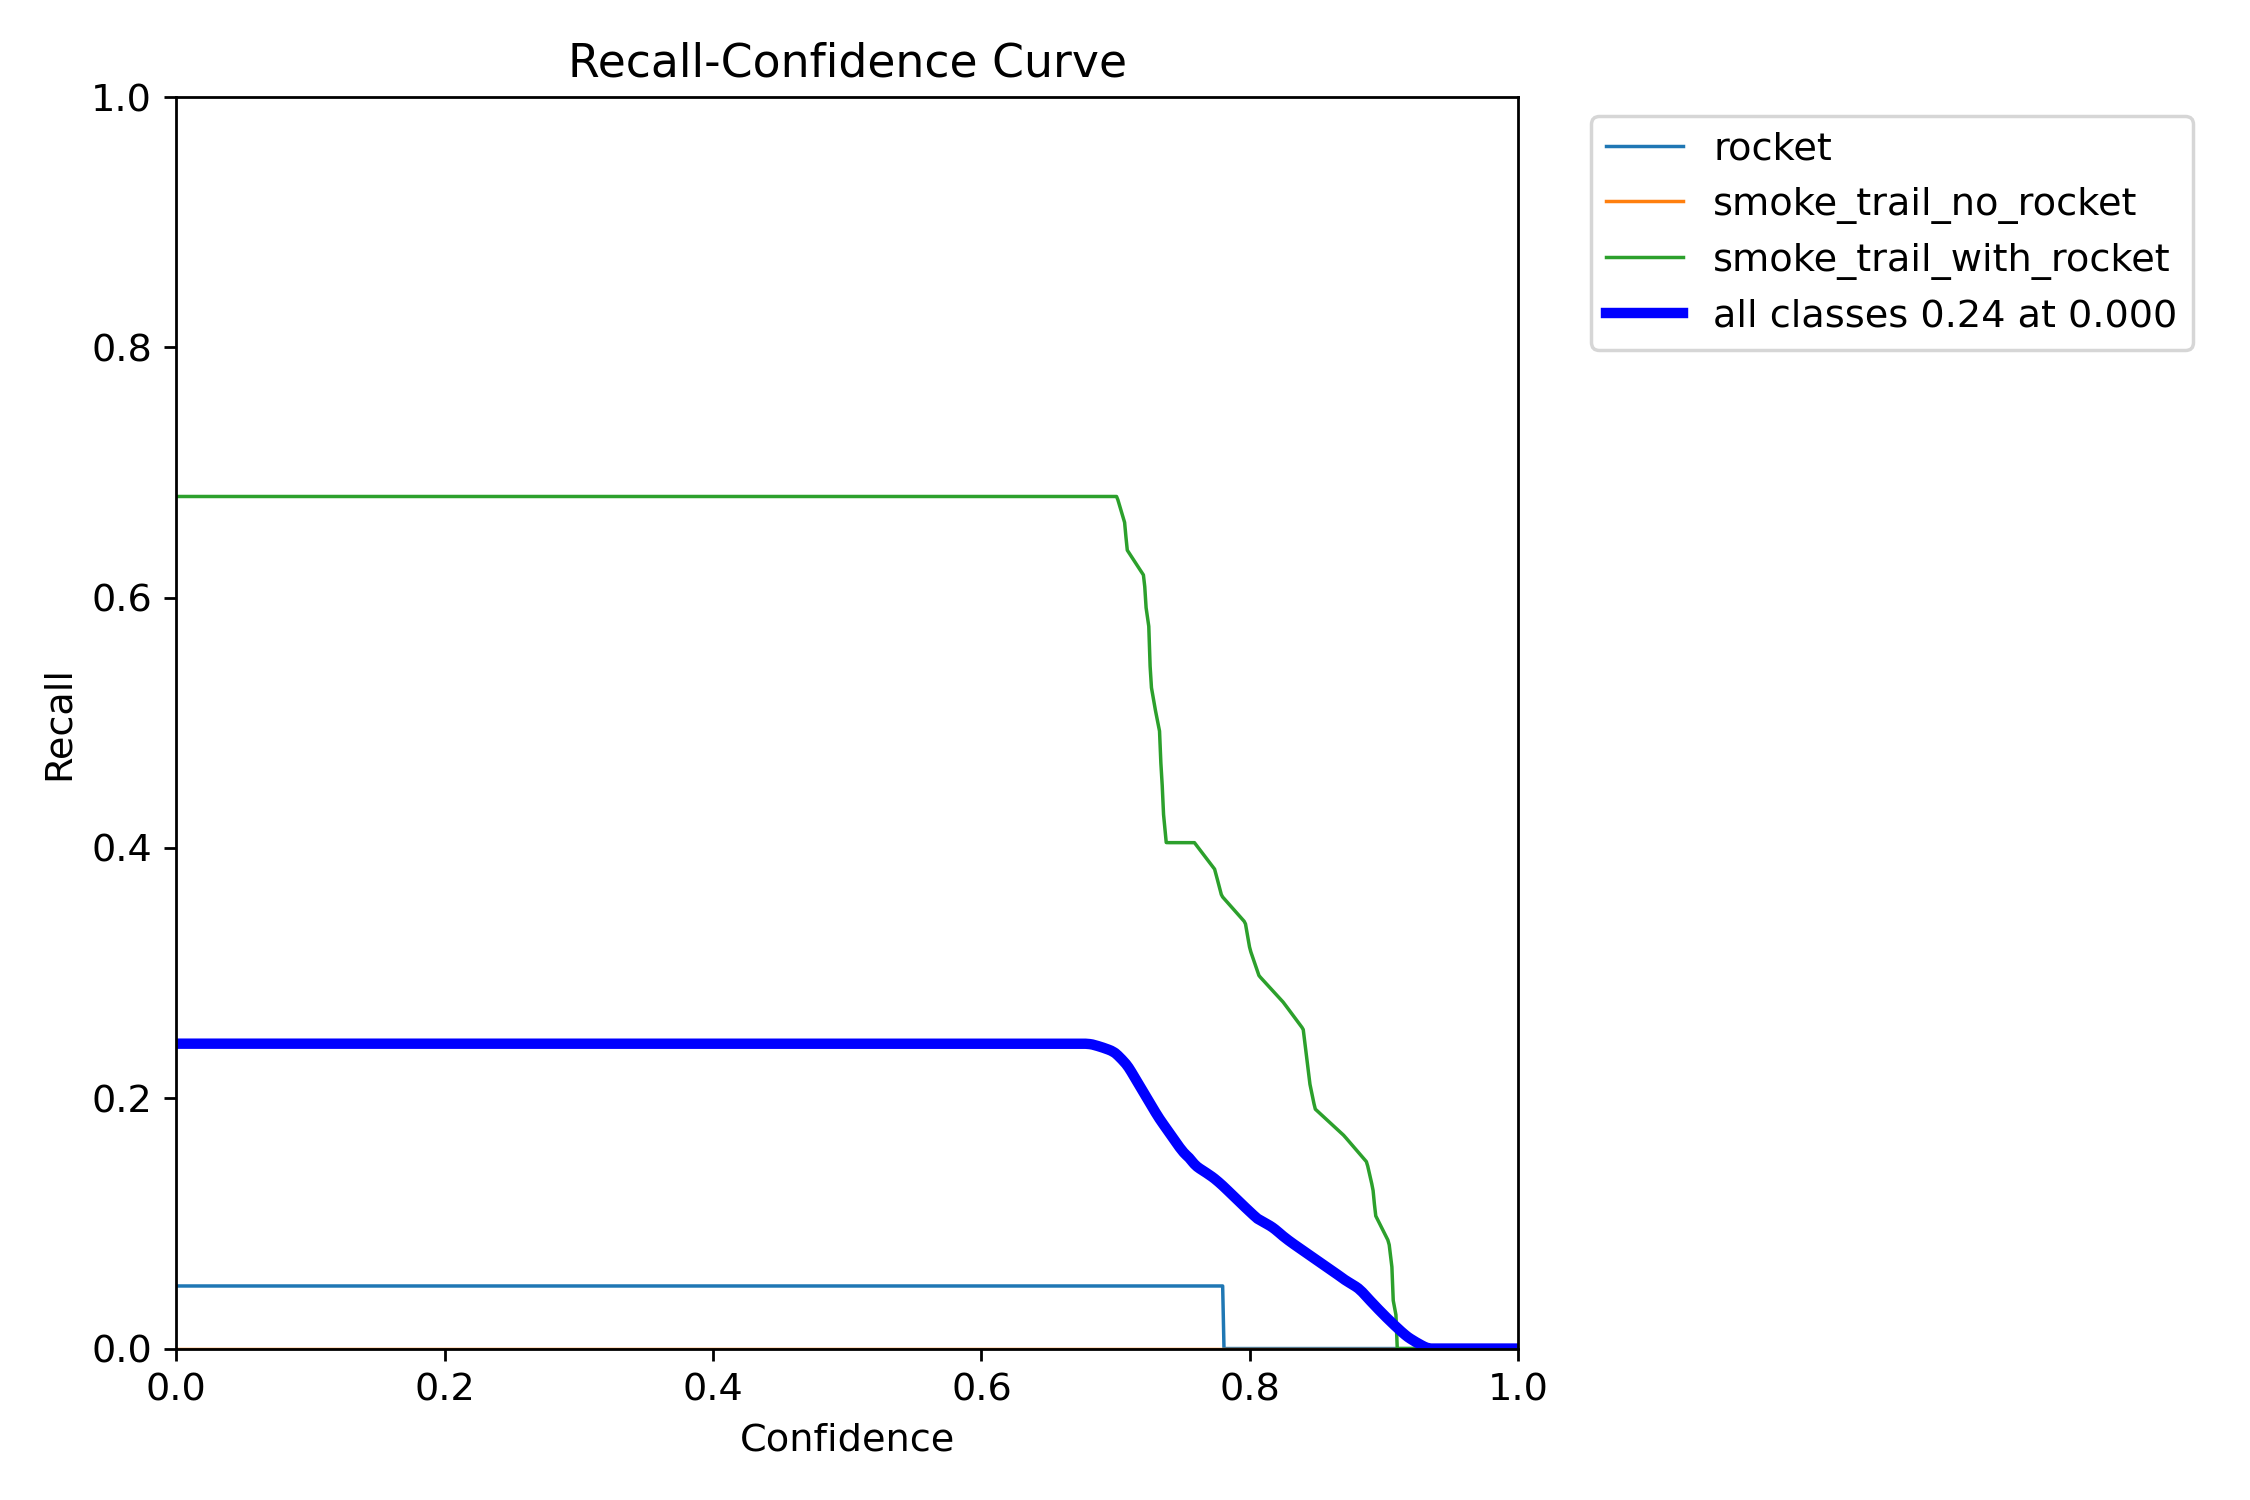 Recall-Confidence Curve
1.0
0.8
0.6
0.4
0.2
0.0
Recall
0.0 0.2 0.4 0.6 0.8 1.0
Confidence
rocket
smoke_trail_no_rocket
smoke_trail_with_rocket
all classes 0.24 at 0.000